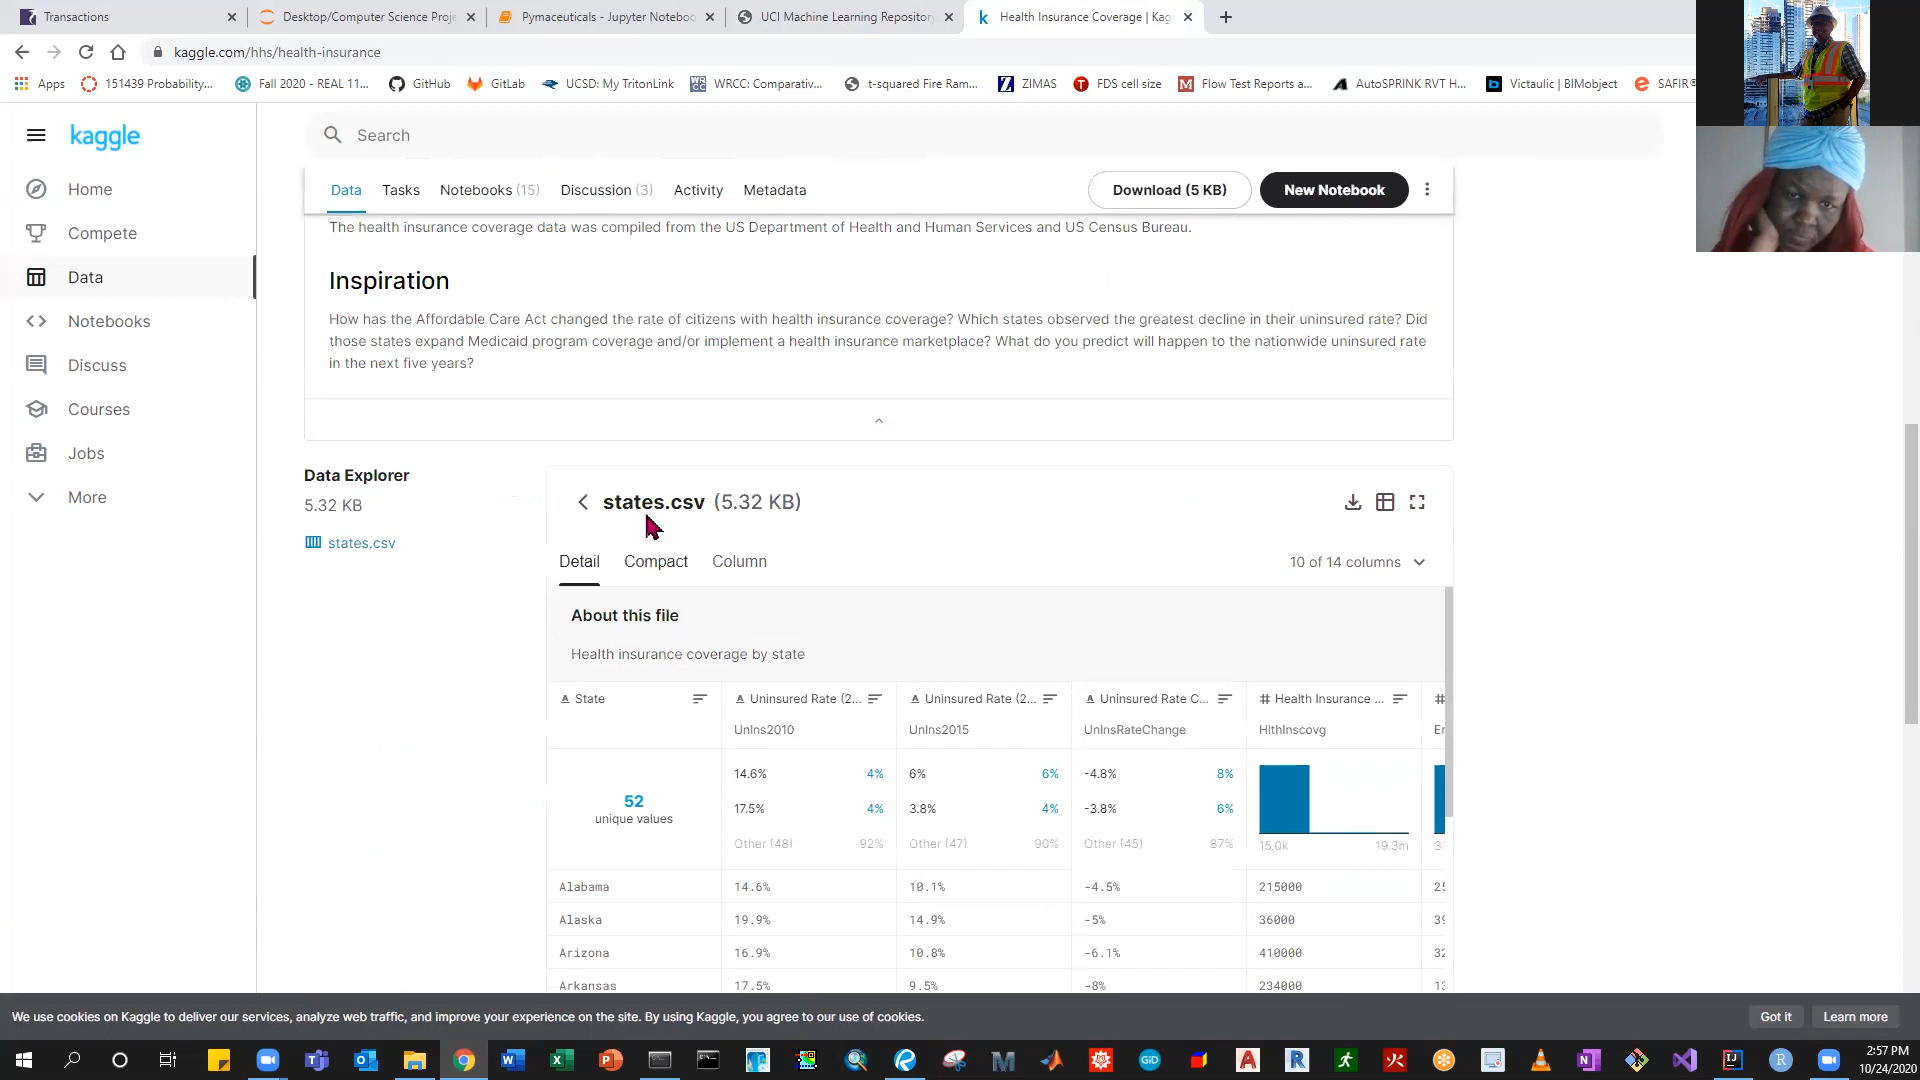 Transactions
Desktop/Computer Science Proje
Pymaceuticals - Jupyter Noteboo
UCI Machine Learning Repository
Health Insurance Coverage | Kag
kaggle.com/hhs/health-insurance
Apps
151439 Probability...
Fall 2020 - REAL 11...
GitHub
GitLab
UCSD: My TritonLink
WRCC: Comparativ...
t-squared Fire Ram...
ZIMAS
FDS cell size
Flow Test Reports a...
AutoSPRINK RVT H...
Victaulic | BIMobject
SAFIR®
kaggle
Search
Home
Compete
Data
Notebooks
Discuss
Courses
Jobs
More
Data
Tasks
Notebooks (15)
Discussion (3)
Activity
Metadata
Download (5 KB)
New Notebook
The health insurance coverage data was compiled from the US Department of Health and Human Services and US Census Bureau.
Inspiration
How has the Affordable Care Act changed the rate of citizens with health insurance coverage? Which states observed the greatest decline in their uninsured rate? Did
those states expand Medicaid program coverage and/or implement a health insurance marketplace? What do you predict will happen to the nationwide uninsured rate
in the next five years?
Data Explorer
5.32 KB
states.csv
states.csv (5.32 KB)
Detail
Compact
Column
10 of 14 columns
About this file
Health insurance coverage by state
State
Uninsured Rate (2...
Uninsured Rate (2...
Uninsured Rate C...
# Health Insurance ...
#
UnIns2010
UnIns2015
UnInsRateChange
HlthInscovg
Er
52
unique values
14.6% 4%
17.5% 4%
Other (48) 92%
6% 6%
3.8% 4%
Other (47) 90%
-4.8% 8%
-3.8% 6%
Other (45) 87%
15.0k 19.3m
Alabama 14.6% 10.1% -4.5% 215000
Alaska 19.9% 14.9% -5% 36000
Arizona 16.9% 10.8% -6.1% 410000
Arkansas 17.5% 9.5% -8% 234000
We use cookies on Kaggle to deliver our services, analyze web traffic, and improve your experience on the site. By using Kaggle, you agree to our use of cookies.
Got it
Learn more
2:57 PM
10/24/2020